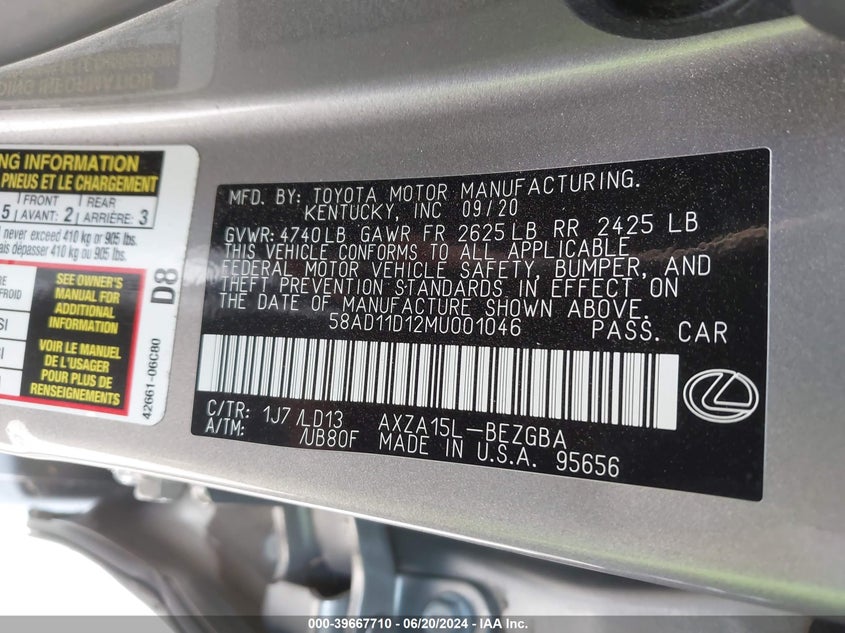 NG INFORMATION
PNEUS ET LE CHARGEMENT
5 FRONT AVANT: 2 REAR ARRIÈRE: 3
never exceed 410 kg or 905 lbs.
ais dépasser 410 kg ou 905 lbs.
SEE OWNER'S
MANUAL FOR
ADDITIONAL
INFORMATION
VOIR LE MANUEL
DE L'USAGER
POUR PLUS DE
RENSEIGNEMENTS
D8
42661-06C80
MFD. BY: TOYOTA MOTOR MANUFACTURING.
KENTUCKY, INC 09/20
GVWR: 4740LB GAWR FR 2625LB RR 2425 LB
THIS VEHICLE CONFORMS TO ALL APPLICABLE
FEDERAL MOTOR VEHICLE SAFETY, BUMPER, AND
THEFT PREVENTION STANDARDS IN EFFECT ON
THE DATE OF MANUFACTURE SHOWN ABOVE.
58AD11D12MU001046 PASS. CAR
C/TR: 1J7 /LD13 AXZA15L-BEZGBA
A/TM: /UB80F MADE IN U.S.A. 95656
000-39667710 - 06/20/2024 - IAA Inc.